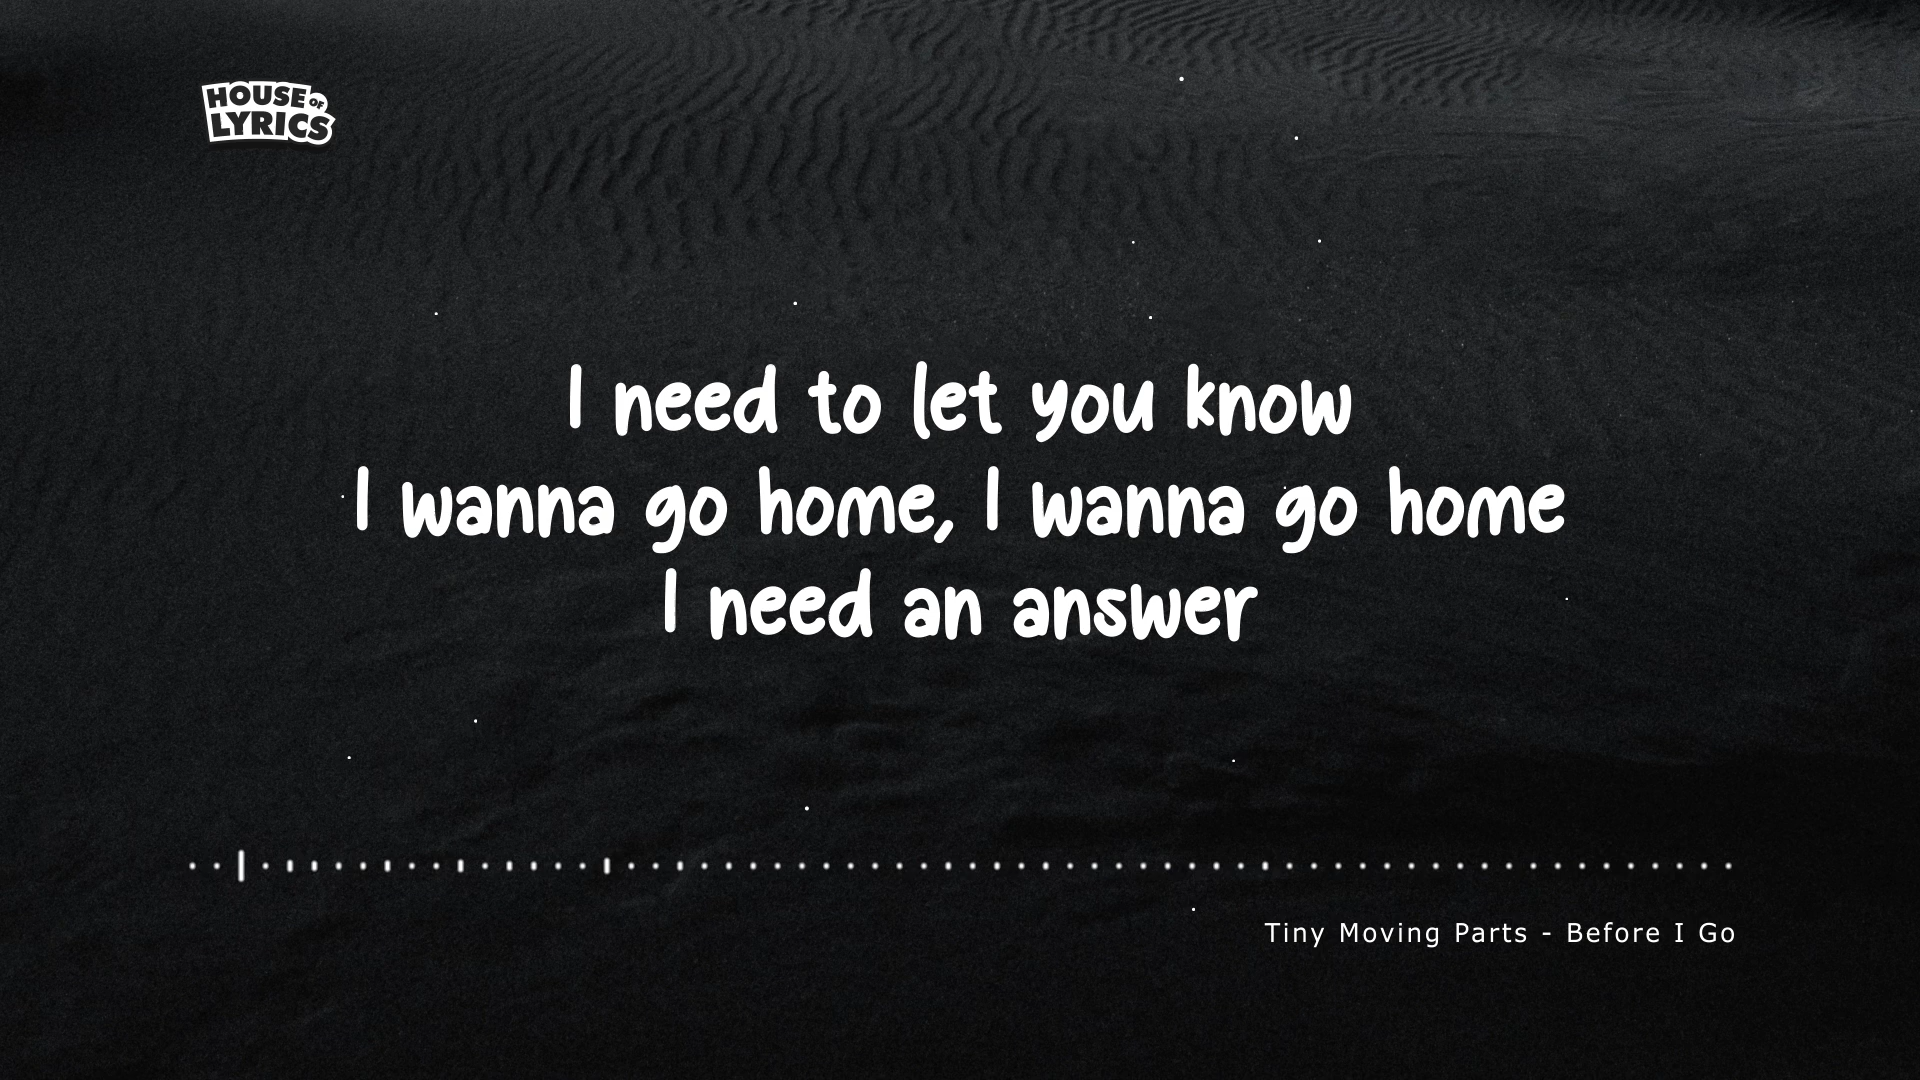 HOUSE OF
LYRICS
I need to let you know
I wanna go home, I wanna go home
I need an answer
Tiny Moving Parts - Before I Go